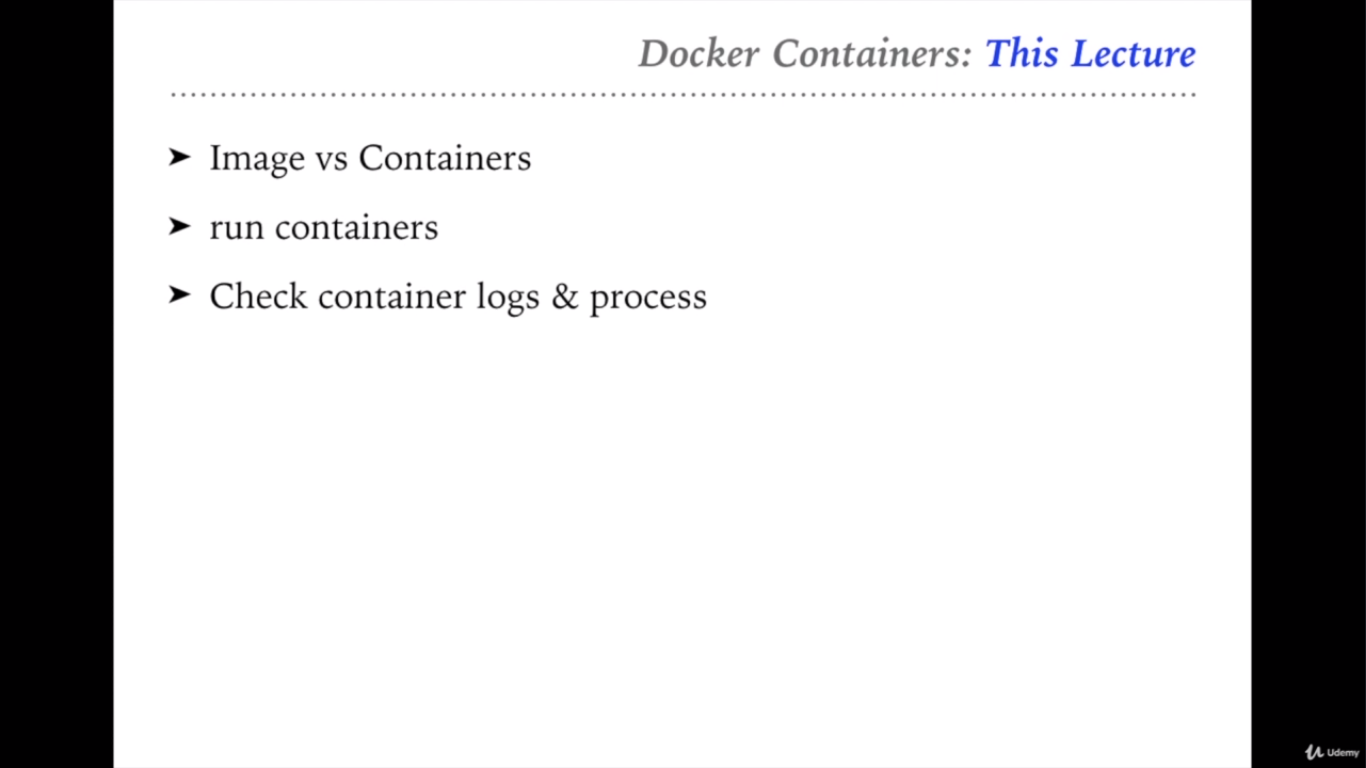 Docker Containers: This Lecture
➤ Image vs Containers
➤ run containers
➤ Check container logs & process
Udemy